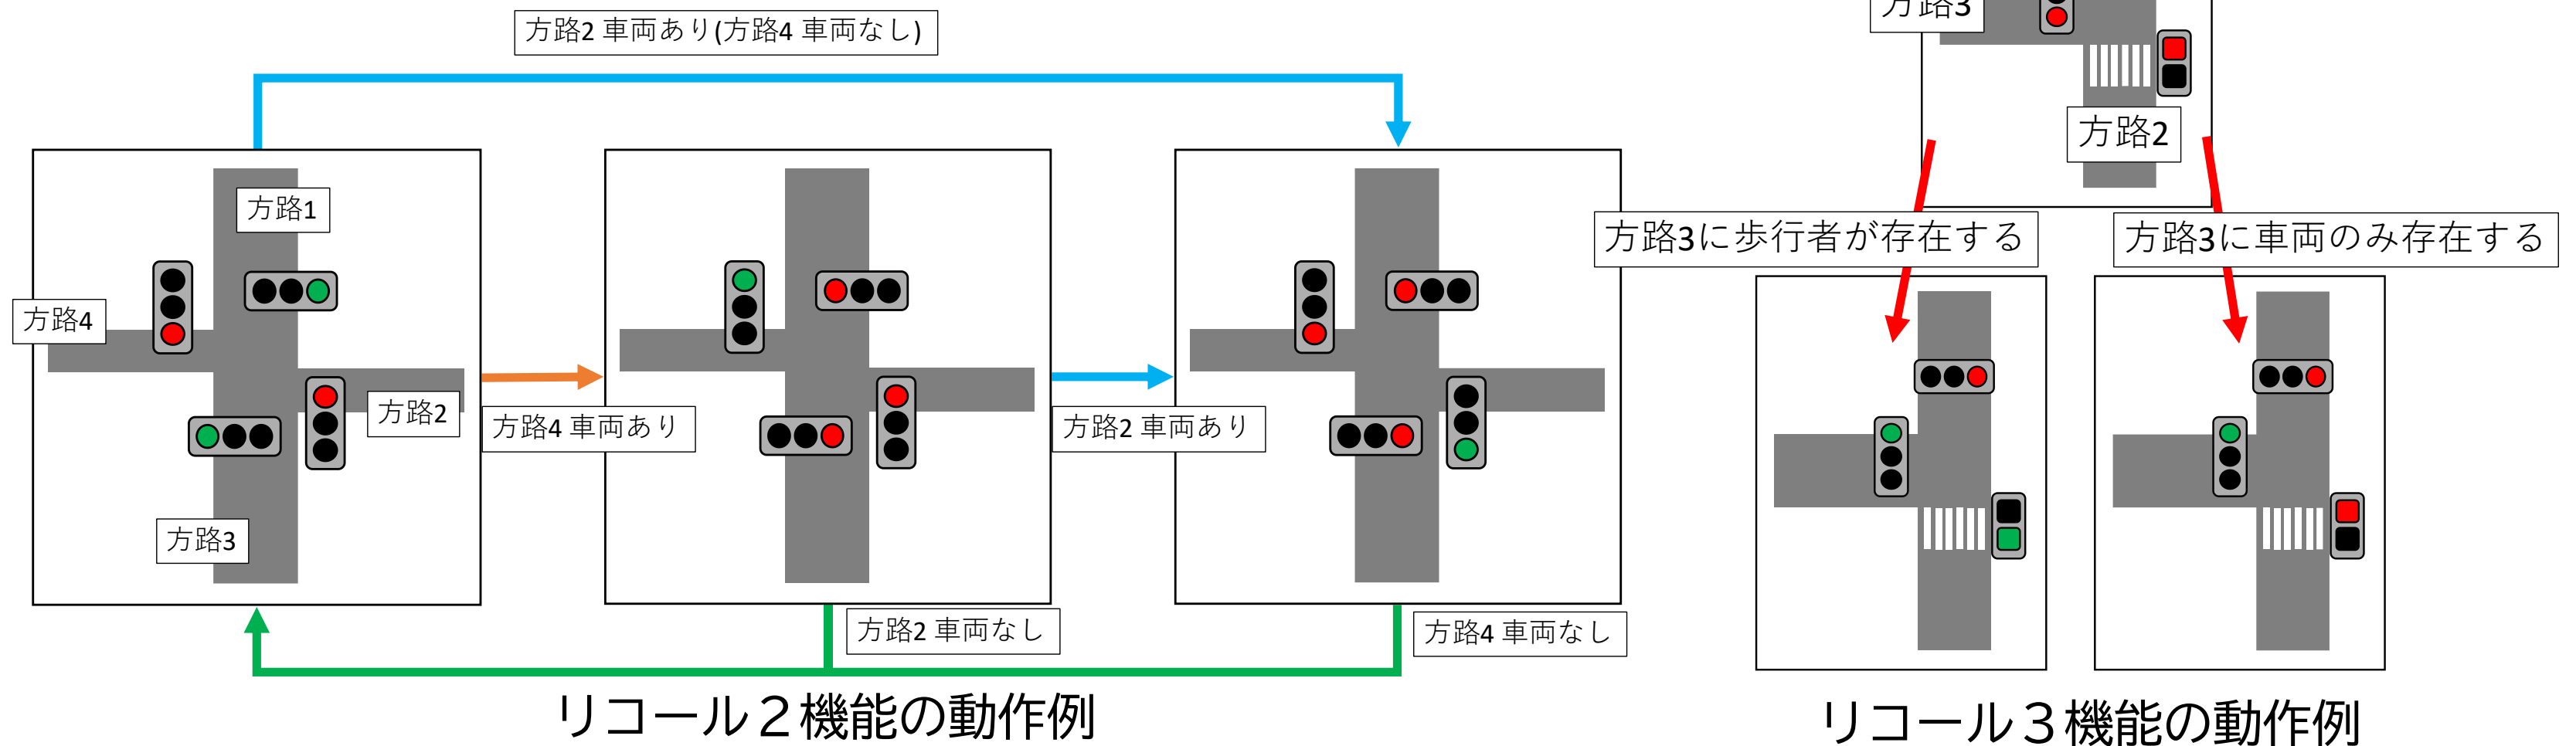 方路2 車両あり(方路4 車両なし)
方路1
方路4
方路2
方路3
方路4 車両あり
方路2 車両あり
方路2 車両なし
方路4 車両なし
リコール２機能の動作例
方路3
方路2
方路3に歩行者が存在する
方路3に車両のみ存在する
リコール３機能の動作例